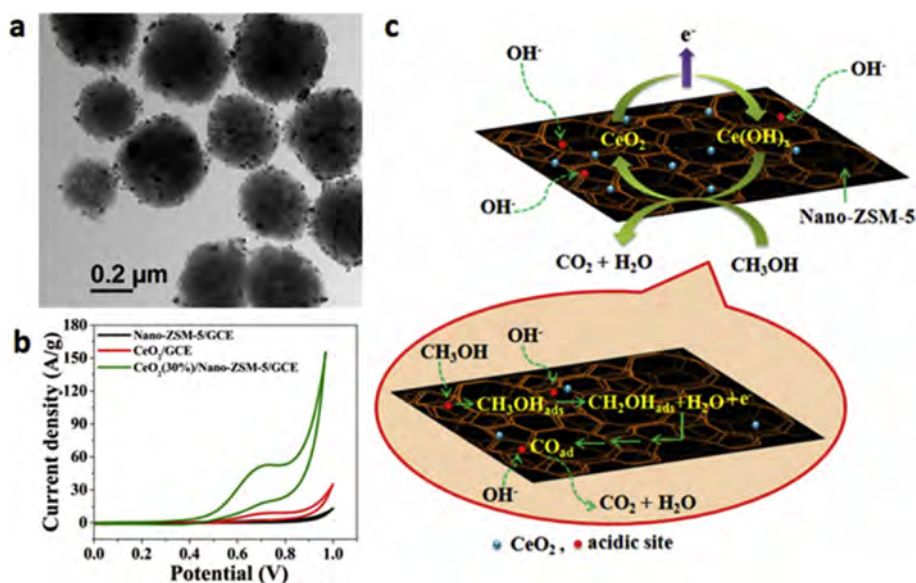 a
0.2 μm
b
Current density (A/g)
180
150
120
90
60
30
0
Nano-ZSM-5/GCE
CeO₂/GCE
CeO₂(30%)/Nano-ZSM-5/GCE
0.0 0.2 0.4 0.6 0.8 1.0
Potential (V)
c
e⁻
OH⁻
OH⁻
CeO₂
Ce(OH)ₓ
OH⁻
Nano-ZSM-5
CO₂ + H₂O
CH₃OH
CH₃OH
OH⁻
CH₃OHads
CH₂OHads+H₂O+e⁻
COad
OH⁻
CO₂ + H₂O
CeO₂ , acidic site